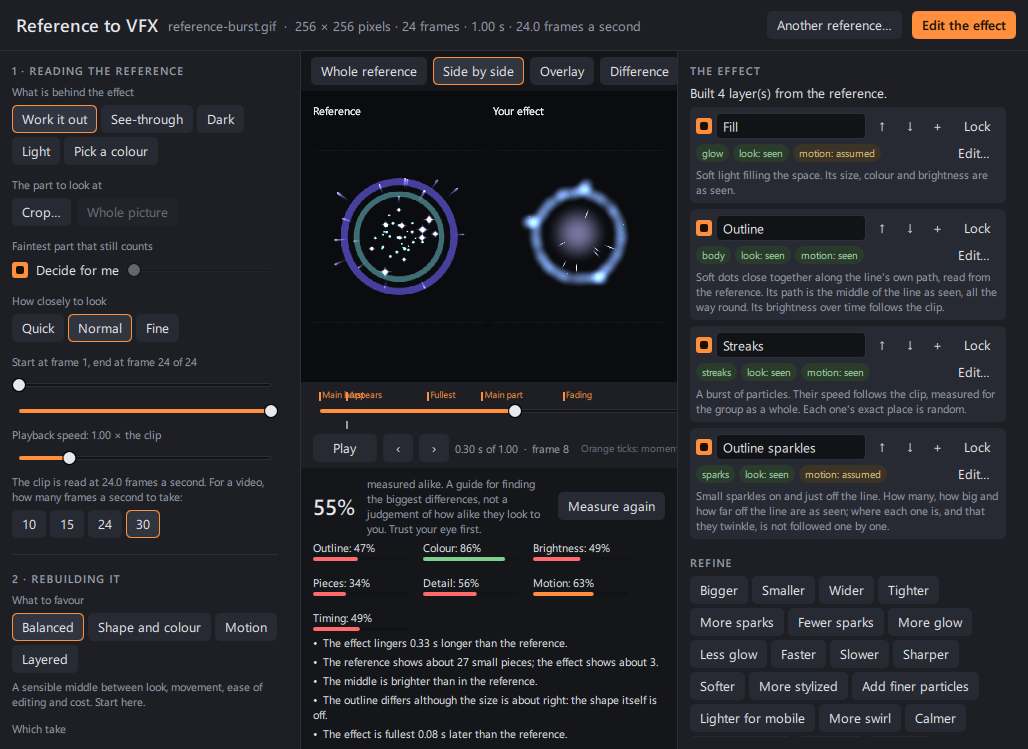 Reference to VFX reference-burst.gif · 256 × 256 pixels · 24 frames · 1.00 s · 24.0 frames a second
Another reference... Edit the effect
1 · READING THE REFERENCE
What is behind the effect
Work it out See-through Dark
Light Pick a colour
The part to look at
Crop... Whole picture
Faintest part that still counts
Decide for me
How closely to look
Quick Normal Fine
Start at frame 1, end at frame 24 of 24
Playback speed: 1.00 × the clip
The clip is read at 24.0 frames a second. For a video,
how many frames a second to take:
10 15 24 30
2 · REBUILDING IT
What to favour
Balanced Shape and colour Motion
Layered
A sensible middle between look, movement, ease of
editing and cost. Start here.
Which take
Whole reference Side by side Overlay Difference
Reference Your effect
Main Appears Fullest Main part Fading
Play ‹ › 0.30 s of 1.00 · frame 8 Orange ticks:
55%
measured alike. A guide for finding
the biggest differences, not a
judgement of how alike they look to
you. Trust your eye first.
Measure again
Outline: 47% Colour: 86% Brightness: 49%
Pieces: 34% Detail: 56% Motion: 63%
Timing: 49%
• The effect lingers 0.33 s longer than the reference.
• The reference shows about 27 small pieces; the effect shows about 3.
• The middle is brighter than in the reference.
• The outline differs although the size is about right: the shape itself is
off.
• The effect is fullest 0.08 s later than the reference.
THE EFFECT
Built 4 layer(s) from the reference.
Fill ↑ ↓ + Lock
glow look: seen motion: assumed Edit...
Soft light filling the space. Its size, colour and brightness are
as seen.
Outline ↑ ↓ + Lock
body look: seen motion: seen Edit...
Soft dots close together along the line's own path, read from
the reference. Its path is the middle of the line as seen, all the
way round. Its brightness over time follows the clip.
Streaks ↑ ↓ + Lock
streaks look: seen motion: seen Edit...
A burst of particles. Their speed follows the clip, measured for
the group as a whole. Each one's exact place is random.
Outline sparkles ↑ ↓ + Lock
sparks look: seen motion: assumed Edit...
Small sparkles on and just off the line. How many, how big and
how far off the line are as seen; where each one is, and that
they twinkle, is not followed one by one.
REFINE
Bigger Smaller Wider Tighter
More sparks Fewer sparks More glow
Less glow Faster Slower Sharper
Softer More stylized Add finer particles
Lighter for mobile More swirl Calmer